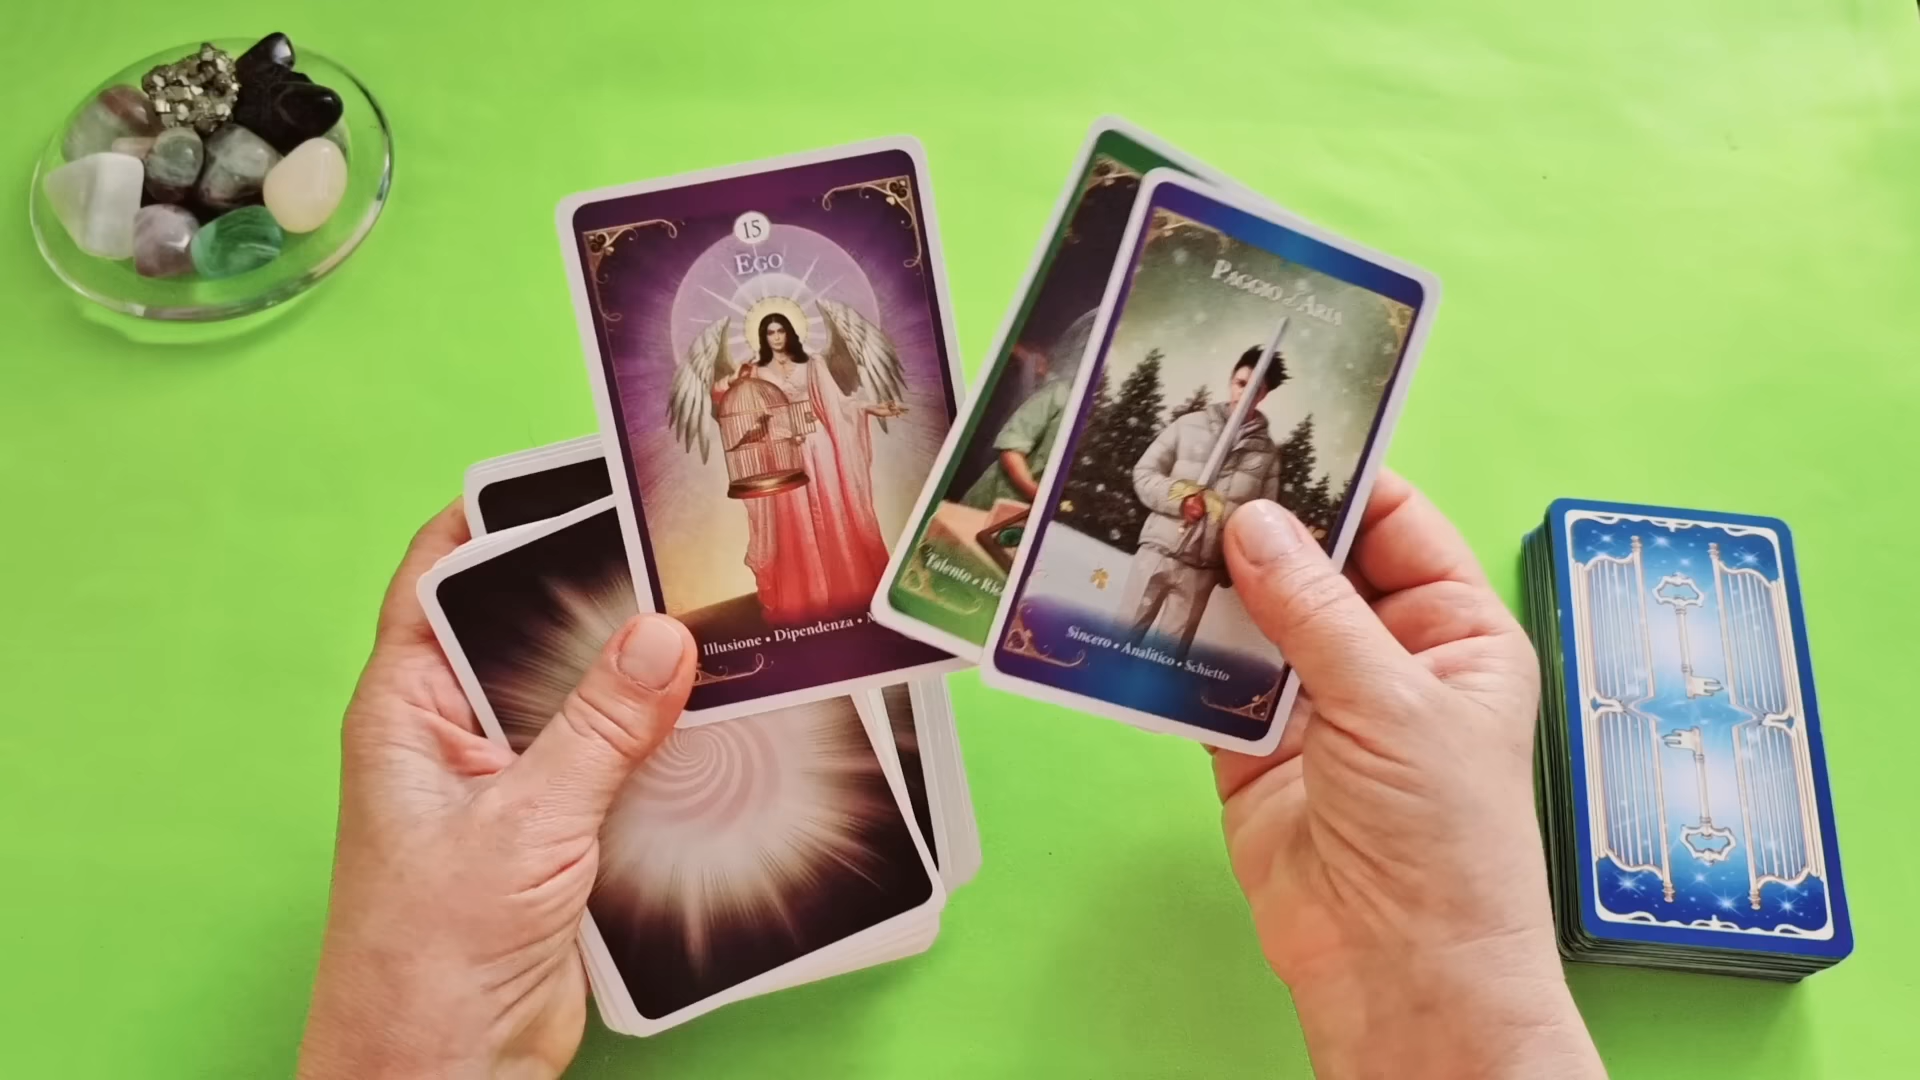 15
EGO
Illusione • Dipendenza •
PAGGIO d'ARIA
Talento •
Sincero • Analitico • Schietto